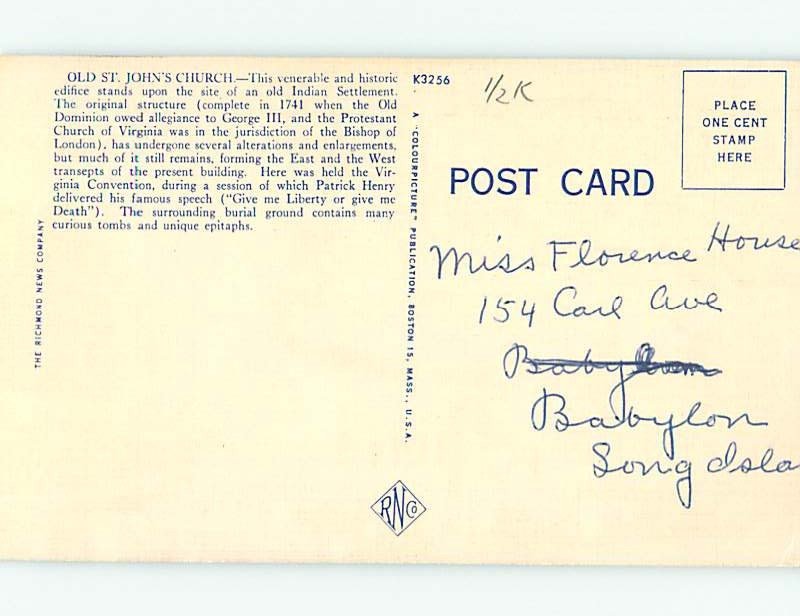 OLD ST. JOHN'S CHURCH.—This venerable and historic
edifice stands upon the site of an old Indian Settlement.
The original structure (complete in 1741 when the Old
Dominion owed allegiance to George III, and the Protestant
Church of Virginia was in the jurisdiction of the Bishop of
London), has undergone several alterations and enlargements,
but much of it still remains, forming the East and the West
transepts of the present building. Here was held the Vir-
ginia Convention, during a session of which Patrick Henry
delivered his famous speech ("Give me Liberty or give me
Death"). The surrounding burial ground contains many
curious tombs and unique epitaphs.
THE RICHMOND NEWS COMPANY
K3256
A "COLOURPICTURE" PUBLICATION, BOSTON 15, MASS., U.S.A.
RNCo
1/2K
PLACE
ONE CENT
STAMP
HERE
POST CARD
Miss Florence House
154 Carl Ave
Babylon
Long Isla